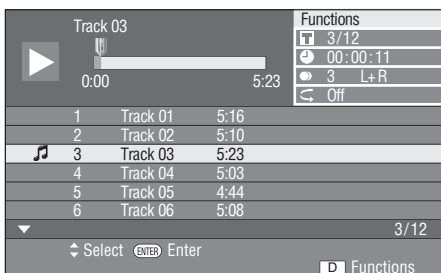 Track 03
0:00 5:23
Functions
T 3/12
00:00:11
3 L+R
Off
1 Track 01 5:16
2 Track 02 5:10
3 Track 03 5:23
4 Track 04 5:03
5 Track 05 4:44
6 Track 06 5:08
3/12
Select ENTER Enter
D Functions